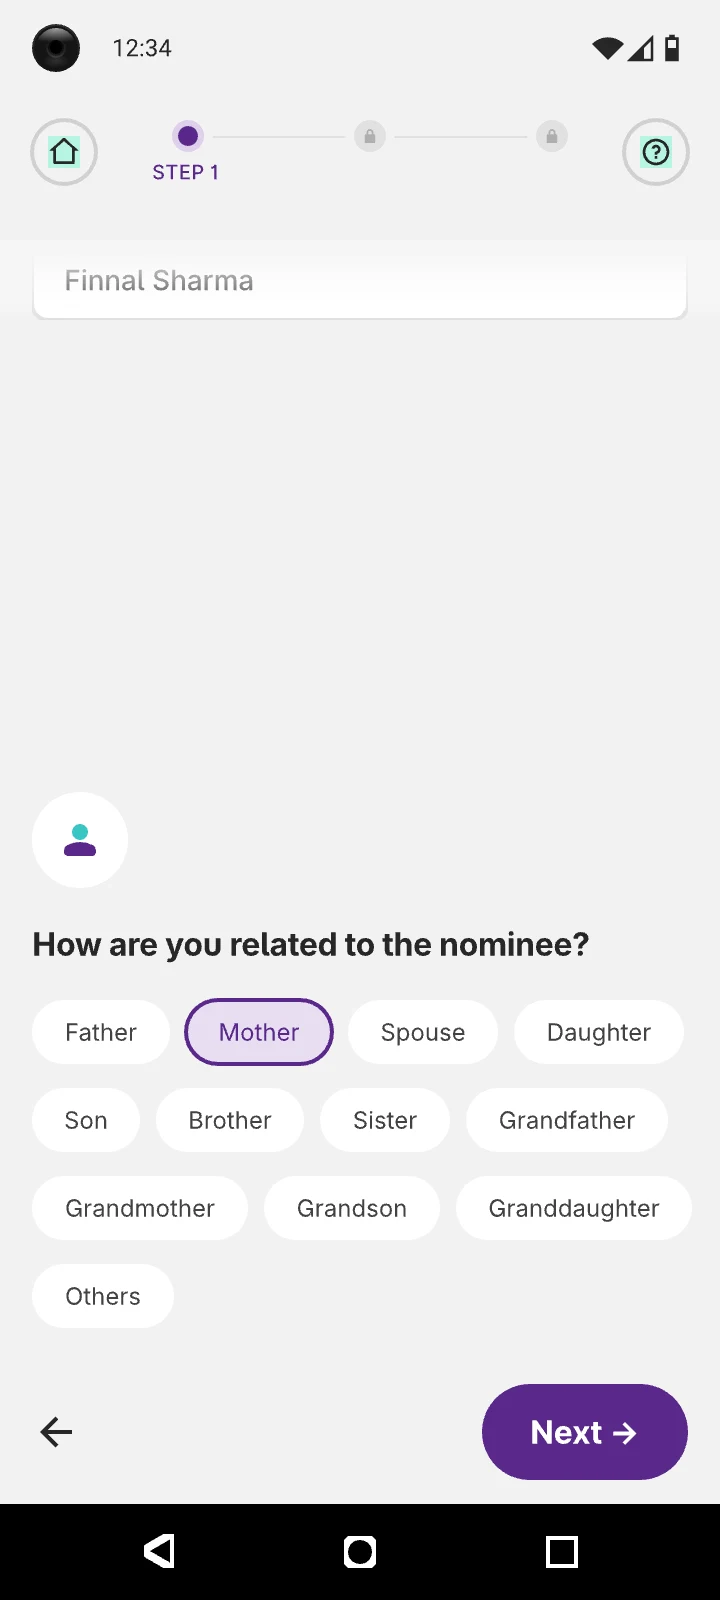 12:34
STEP 1
Finnal Sharma
How are you related to the nominee?
Father Mother Spouse Daughter
Son Brother Sister Grandfather
Grandmother Grandson Granddaughter
Others
Next →